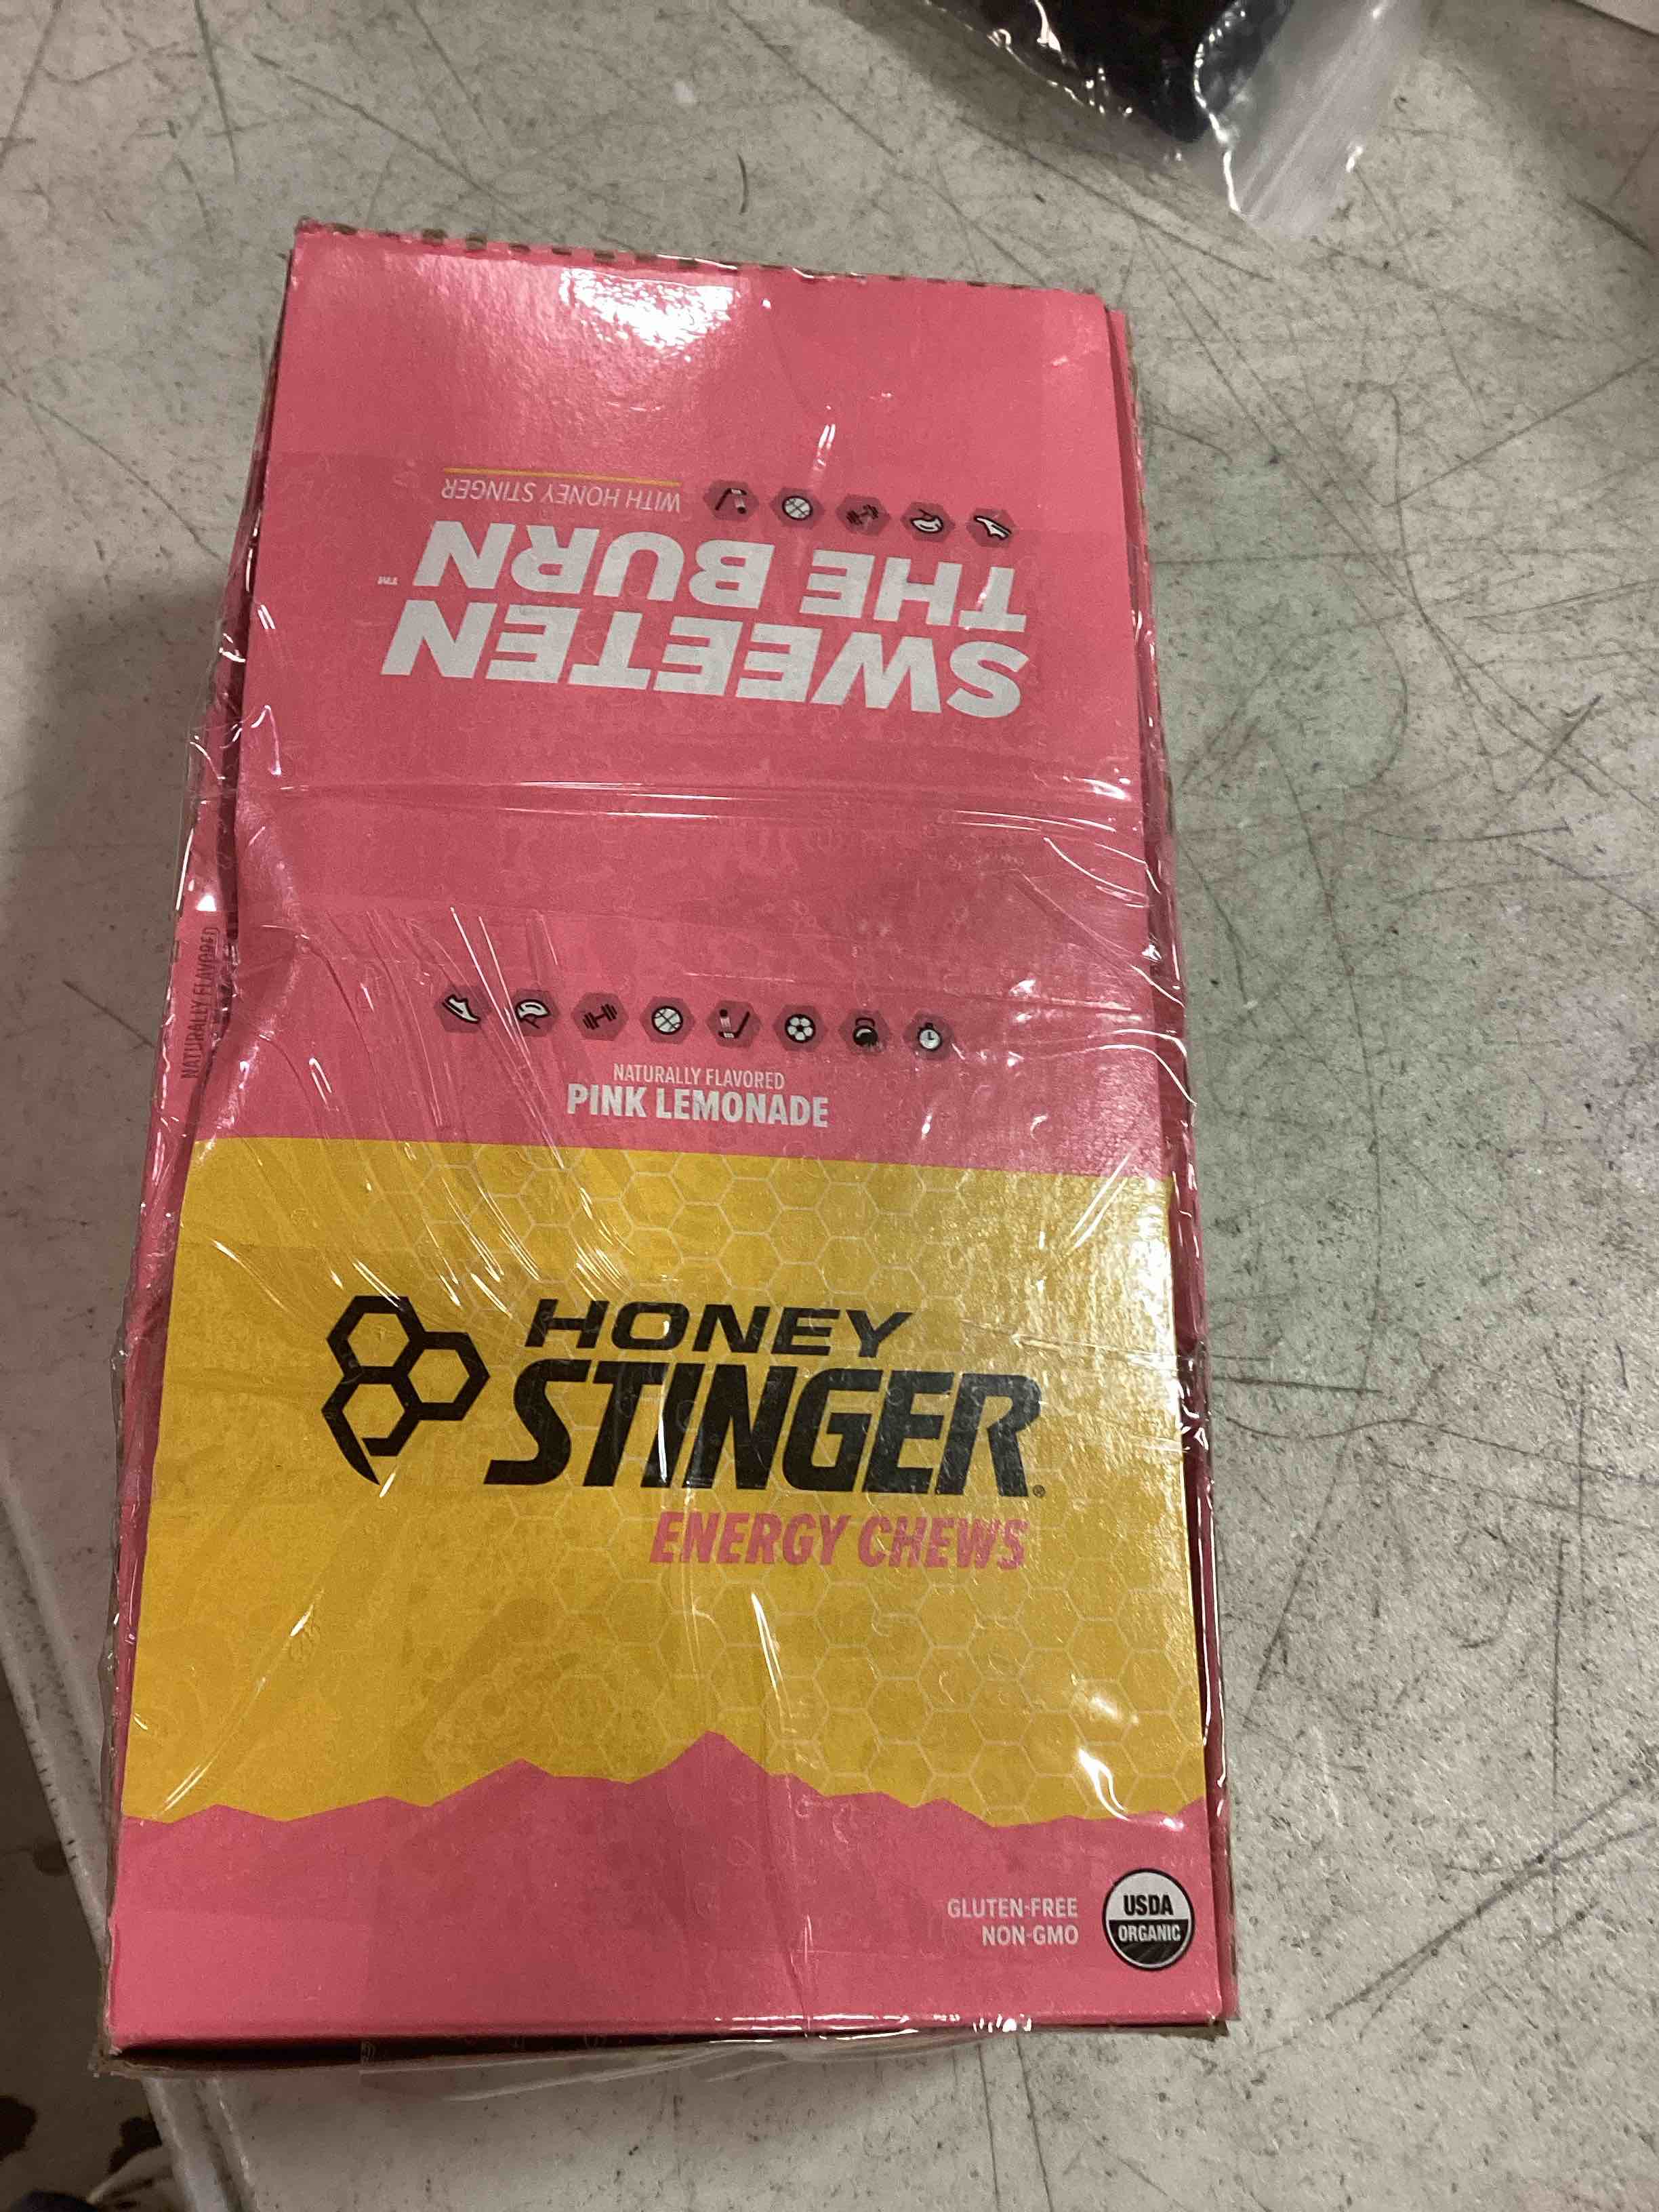 SWEETEN
THE BURN™
WITH HONEY STINGER
NATURALLY FLAVORED
NATURALLY FLAVORED
PINK LEMONADE
HONEY
STINGER®
ENERGY CHEWS
GLUTEN-FREE
NON-GMO
USDA
ORGANIC